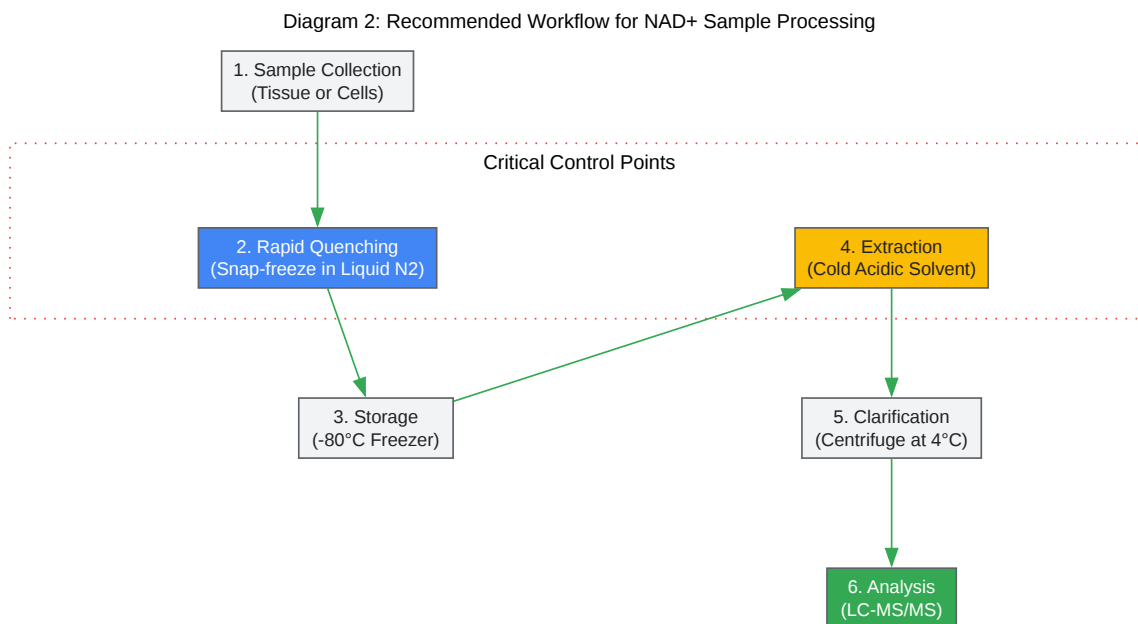 Diagram 2: Recommended Workflow for NAD+ Sample Processing
1. Sample Collection
(Tissue or Cells)
Critical Control Points
2. Rapid Quenching
(Snap-freeze in Liquid N2)
3. Storage
(-80°C Freezer)
4. Extraction
(Cold Acidic Solvent)
5. Clarification
(Centrifuge at 4°C)
6. Analysis
(LC-MS/MS)